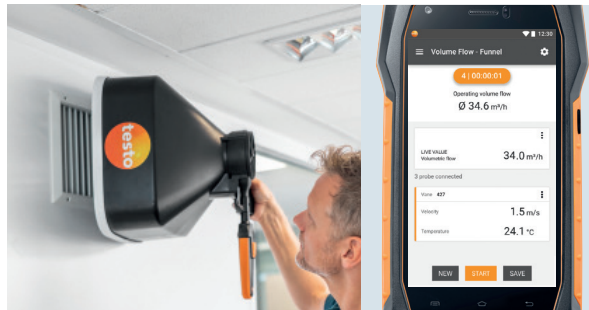 testo
12:30
Volume Flow - Funnel
4 | 00:00:01
Operating volume flow
Ø 34.6 m³/h
LIVE VALUE
Volumetric flow
34.0 m³/h
3 probe connected
Vane 427
Velocity
1.5 m/s
Temperature
24.1 °C
NEW
START
SAVE